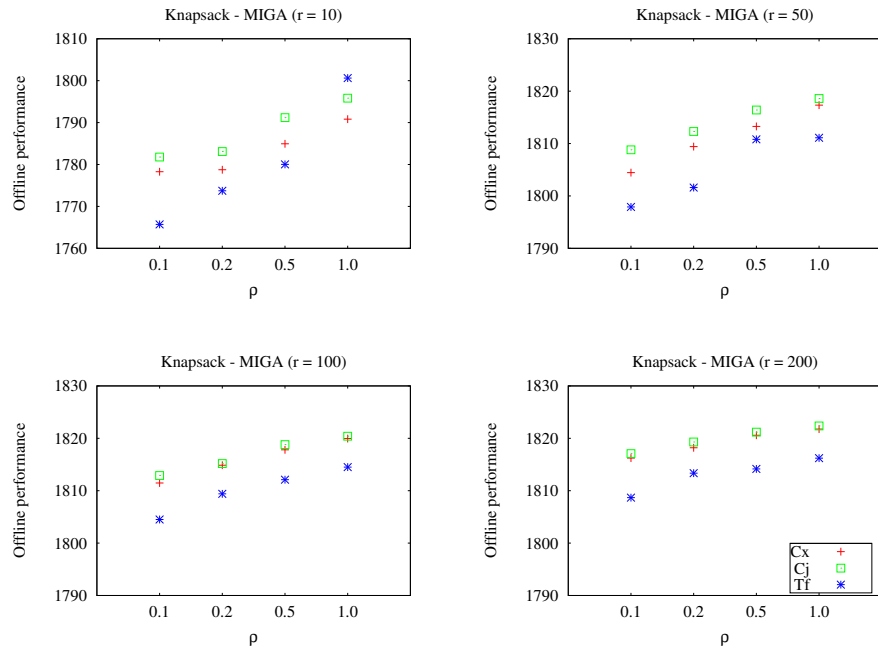 Knapsack - MIGA (r = 10)
Offline performance
1810
1800
1790
1780
1770
1760
0.1 0.2 0.5 1.0
ρ
Knapsack - MIGA (r = 50)
Offline performance
1830
1820
1810
1800
1790
0.1 0.2 0.5 1.0
ρ
Knapsack - MIGA (r = 100)
Offline performance
1830
1820
1810
1800
1790
0.1 0.2 0.5 1.0
ρ
Knapsack - MIGA (r = 200)
Offline performance
1830
1820
1810
1800
1790
0.1 0.2 0.5 1.0
ρ
Cx
Cj
Tf